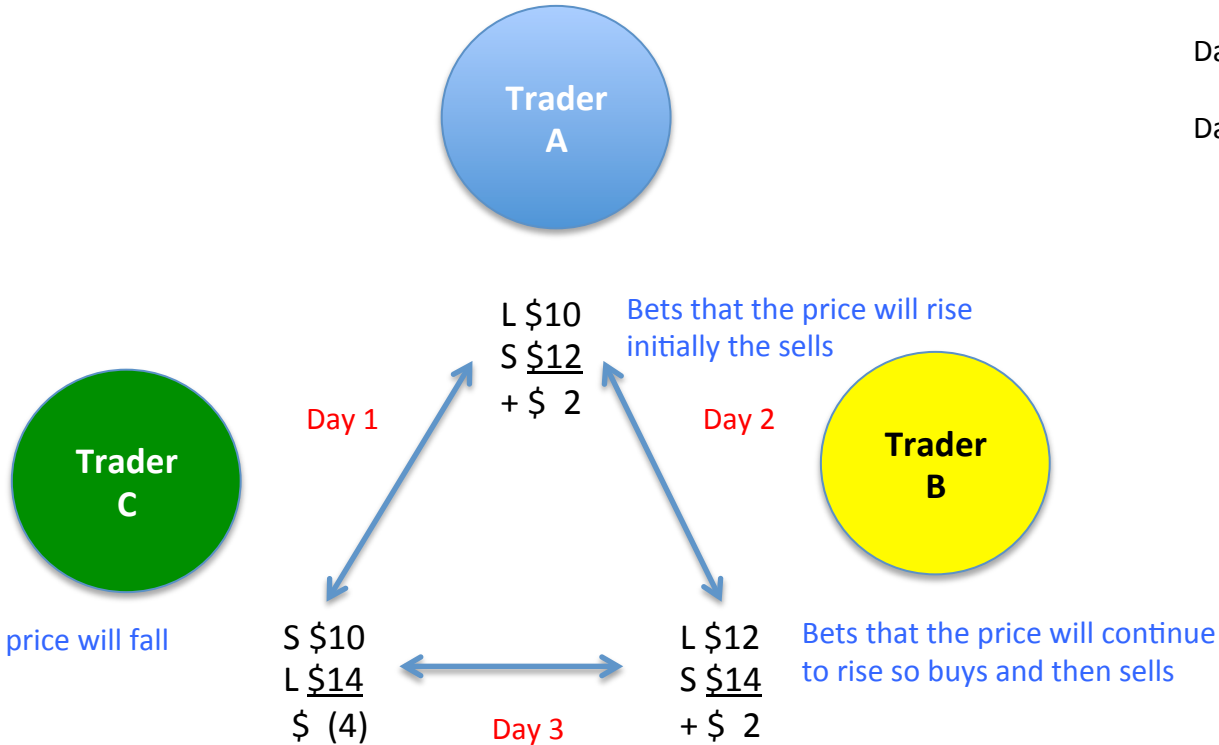 Trader
A
Da
Da
L $10
S $12
+ $ 2
Bets that the price will rise
initially the sells
Day 1
Day 2
Trader
C
Trader
B
price will fall
S $10
L $14
$ (4)
Day 3
L $12
S $14
+ $ 2
Bets that the price will continue
to rise so buys and then sells